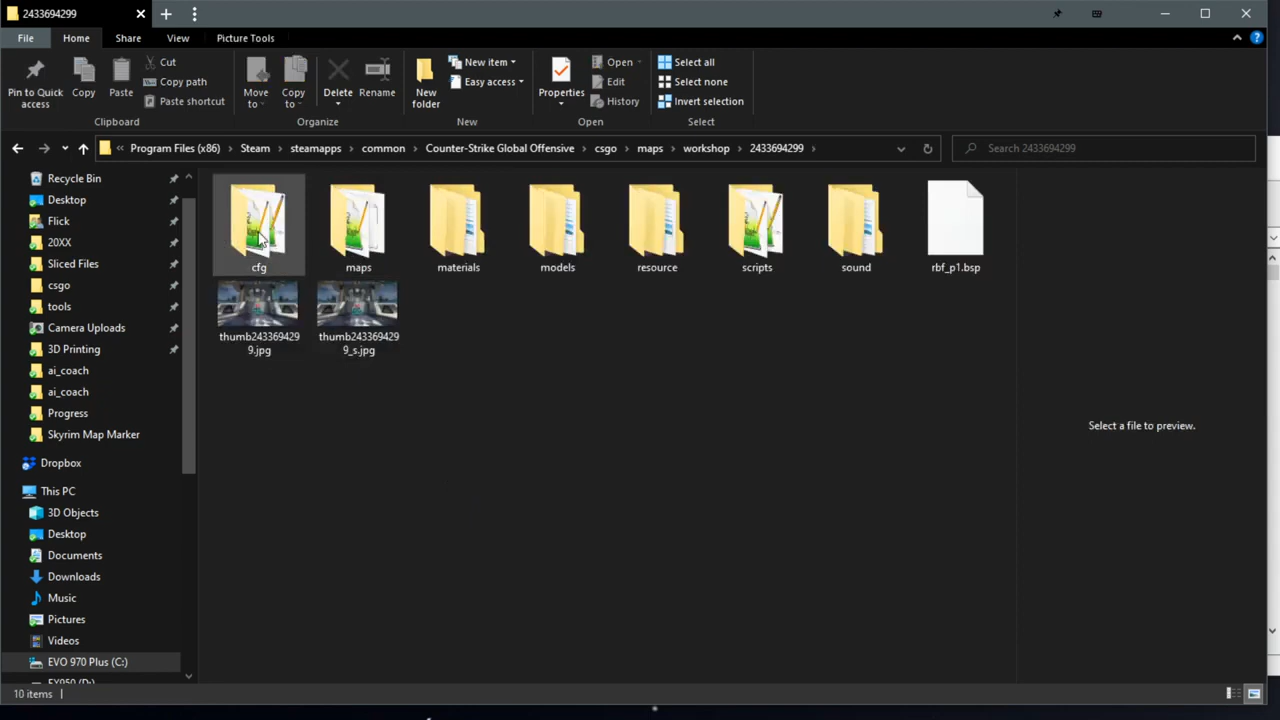 2433694299
File
Home
Share
View
Picture Tools
Pin to Quick
access
Copy
Paste
Cut
Copy path
Paste shortcut
Clipboard
Move
to
Copy
to
Delete
Rename
Organize
New
folder
New item
Easy access
New
Properties
Open
Edit
History
Open
Select all
Select none
Invert selection
Select
« Program Files (x86) > Steam > steamapps > common > Counter-Strike Global Offensive > csgo > maps > workshop > 2433694299 >
Search 2433694299
Recycle Bin
Desktop
Flick
20XX
Sliced Files
csgo
tools
Camera Uploads
3D Printing
ai_coach
ai_coach
Progress
Skyrim Map Marker
Dropbox
This PC
3D Objects
Desktop
Documents
Downloads
Music
Pictures
Videos
EVO 970 Plus (C:)
cfg
maps
materials
models
resource
scripts
sound
rbf_p1.bsp
thumb243369429
9.jpg
thumb243369429
9_s.jpg
Select a file to preview.
10 items